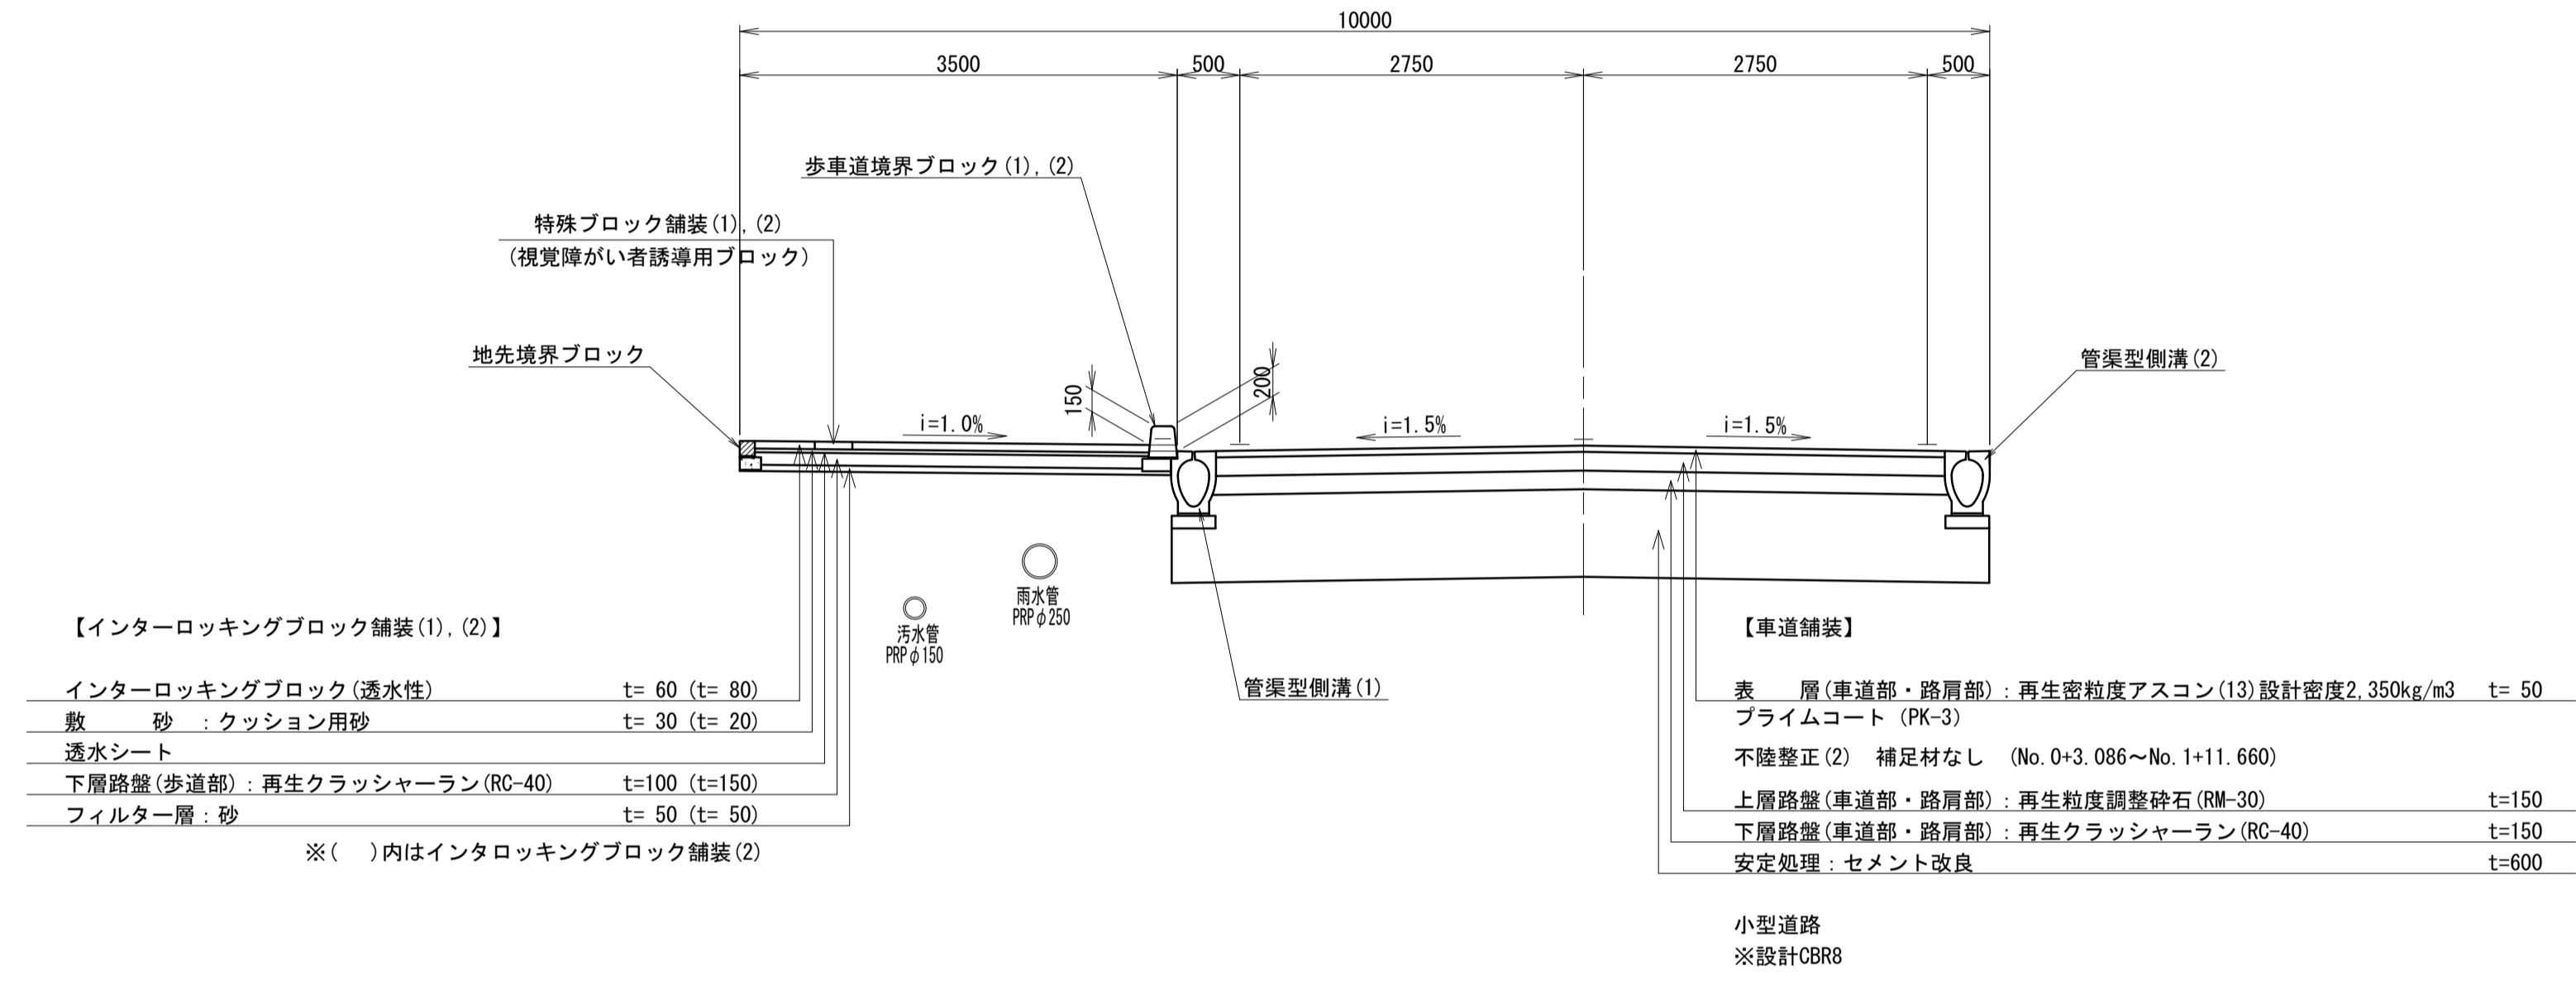 10000
3500 500 2750 2750 500
歩車道境界ブロック(1),(2)
特殊ブロック舗装(1),(2)
(視覚障がい者誘導用ブロック)
地先境界ブロック
管渠型側溝(2)
150
200
i=1.0%
i=1.5%
i=1.5%
雨水管
PRPφ250
汚水管
PRPφ150
管渠型側溝(1)
【インターロッキングブロック舗装(1),(2)】
インターロッキングブロック(透水性) t= 60 (t= 80)
敷 砂 : クッション用砂 t= 30 (t= 20)
透水シート
下層路盤(歩道部) : 再生クラッシャーラン(RC-40) t=100 (t=150)
フィルター層 : 砂 t= 50 (t= 50)
※( )内はインタロッキングブロック舗装(2)
【車道舗装】
表 層(車道部・路肩部) : 再生密粒度アスコン(13)設計密度2,350kg/m3 t= 50
プライムコート (PK-3)
不陸整正(2) 補足材なし (No.0+3.086～No.1+11.660)
上層路盤(車道部・路肩部) : 再生粒度調整砕石(RM-30) t=150
下層路盤(車道部・路肩部) : 再生クラッシャーラン(RC-40) t=150
安定処理 : セメント改良 t=600
小型道路
※設計CBR8